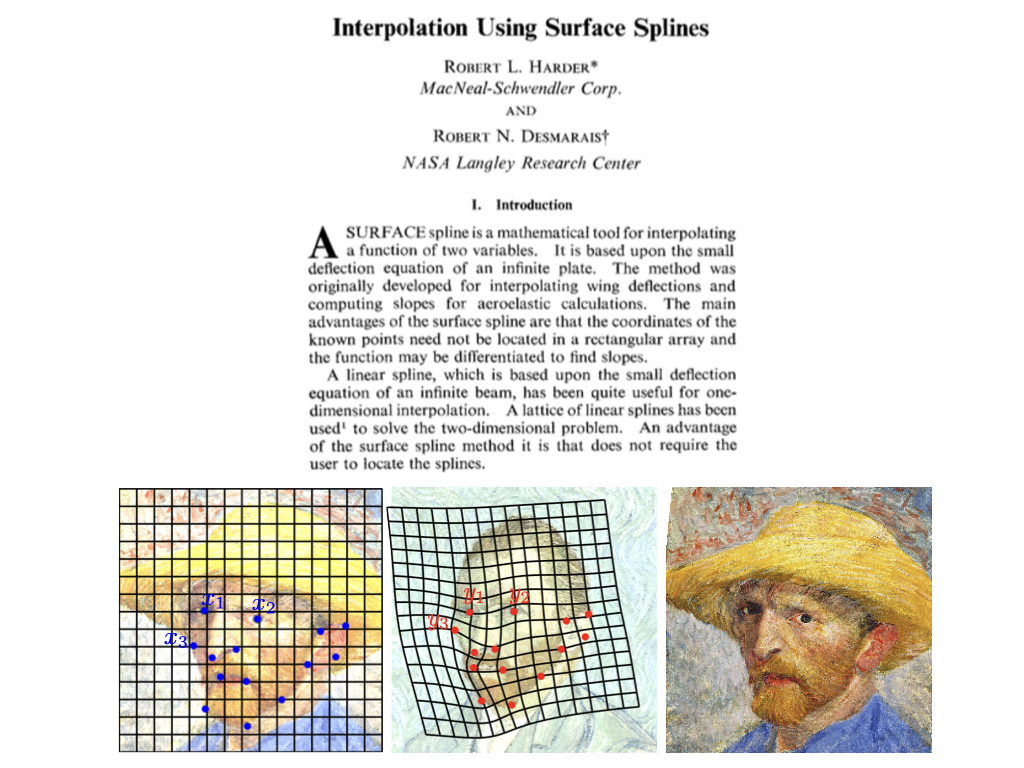 Interpolation Using Surface Splines
ROBERT L. HARDER*
MacNeal-Schwendler Corp.
AND
ROBERT N. DESMARAIS†
NASA Langley Research Center
I. Introduction
A SURFACE spline is a mathematical tool for interpolating
a function of two variables. It is based upon the small
deflection equation of an infinite plate. The method was
originally developed for interpolating wing deflections and
computing slopes for aeroelastic calculations. The main
advantages of the surface spline are that the coordinates of the
known points need not be located in a rectangular array and
the function may be differentiated to find slopes.
A linear spline, which is based upon the small deflection
equation of an infinite beam, has been quite useful for one-
dimensional interpolation. A lattice of linear splines has been
used¹ to solve the two-dimensional problem. An advantage
of the surface spline method it is that does not require the
user to locate the splines.
x₁ x₂
x₃
y₁ y₂
y₃